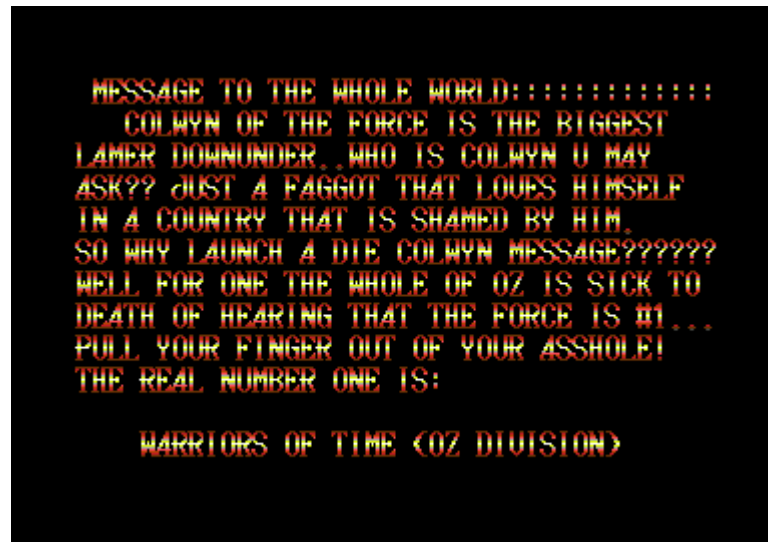 MESSAGE TO THE WHOLE WORLD:::::::::::::
COLWYN OF THE FORCE IS THE BIGGEST
LAMER DOWNUNDER..WHO IS COLWYN U MAY
ASK?? JUST A FAGGOT THAT LOVES HIMSELF
IN A COUNTRY THAT IS SHAMED BY HIM.
SO WHY LAUNCH A DIE COLWYN MESSAGE??????
WELL FOR ONE THE WHOLE OF OZ IS SICK TO
DEATH OF HEARING THAT THE FORCE IS #1...
PULL YOUR FINGER OUT OF YOUR ASSHOLE!
THE REAL NUMBER ONE IS:
WARRIORS OF TIME (OZ DIVISION)